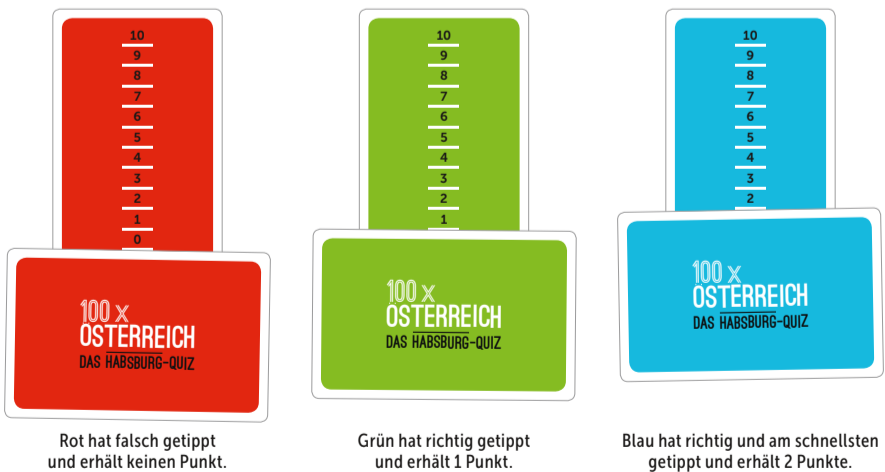 10
9
8
7
6
5
4
3
2
1
0
100 x
ÖSTERREICH
DAS HABSBURG-QUIZ
Rot hat falsch getippt
und erhält keinen Punkt.
10
9
8
7
6
5
4
3
2
1
100 x
ÖSTERREICH
DAS HABSBURG-QUIZ
Grün hat richtig getippt
und erhält 1 Punkt.
10
9
8
7
6
5
4
3
2
100 x
ÖSTERREICH
DAS HABSBURG-QUIZ
Blau hat richtig und am schnellsten
getippt und erhält 2 Punkte.